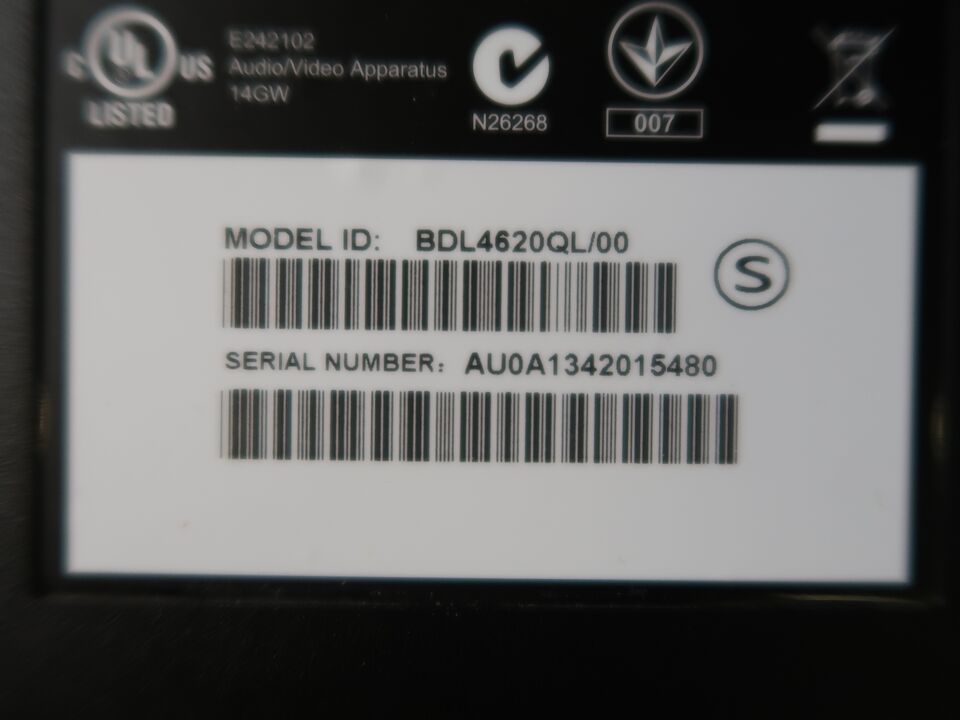 C UL US
LISTED
E242102
Audio/Video Apparatus
14GW
N26268
007
MODEL ID: BDL4620QL/00
S
SERIAL NUMBER: AU0A1342015480